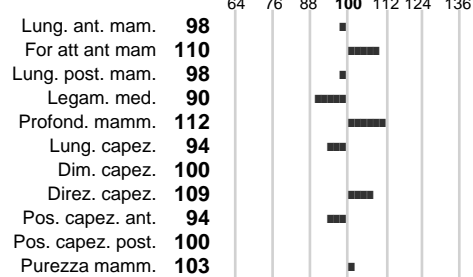 64 76 88 100 112 124 136
Lung. ant. mam. 98
For att ant mam 110
Lung. post. mam. 98
Legam. med. 90
Profond. mamm. 112
Lung. capez. 94
Dim. capez. 100
Direz. capez. 109
Pos. capez. ant. 94
Pos. capez. post. 100
Purezza mamm. 103